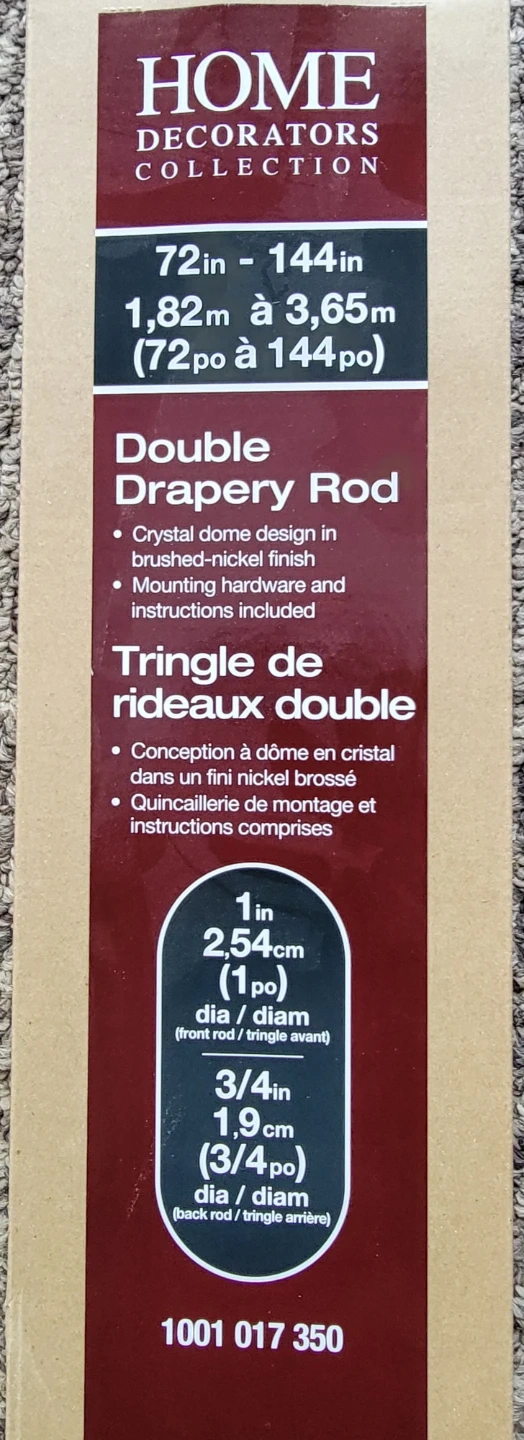 HOME
DECORATORS
COLLECTION
72in - 144in
1,82m à 3,65m
(72po à 144po)
Double
Drapery Rod
• Crystal dome design in
brushed-nickel finish
• Mounting hardware and
instructions included
Tringle de
rideaux double
• Conception à dôme en cristal
dans un fini nickel brossé
• Quincaillerie de montage et
instructions comprises
1in
2,54cm
(1po)
dia / diam
(front rod / tringle avant)
3/4in
1,9cm
(3/4po)
dia / diam
(back rod / tringle arrière)
1001 017 350